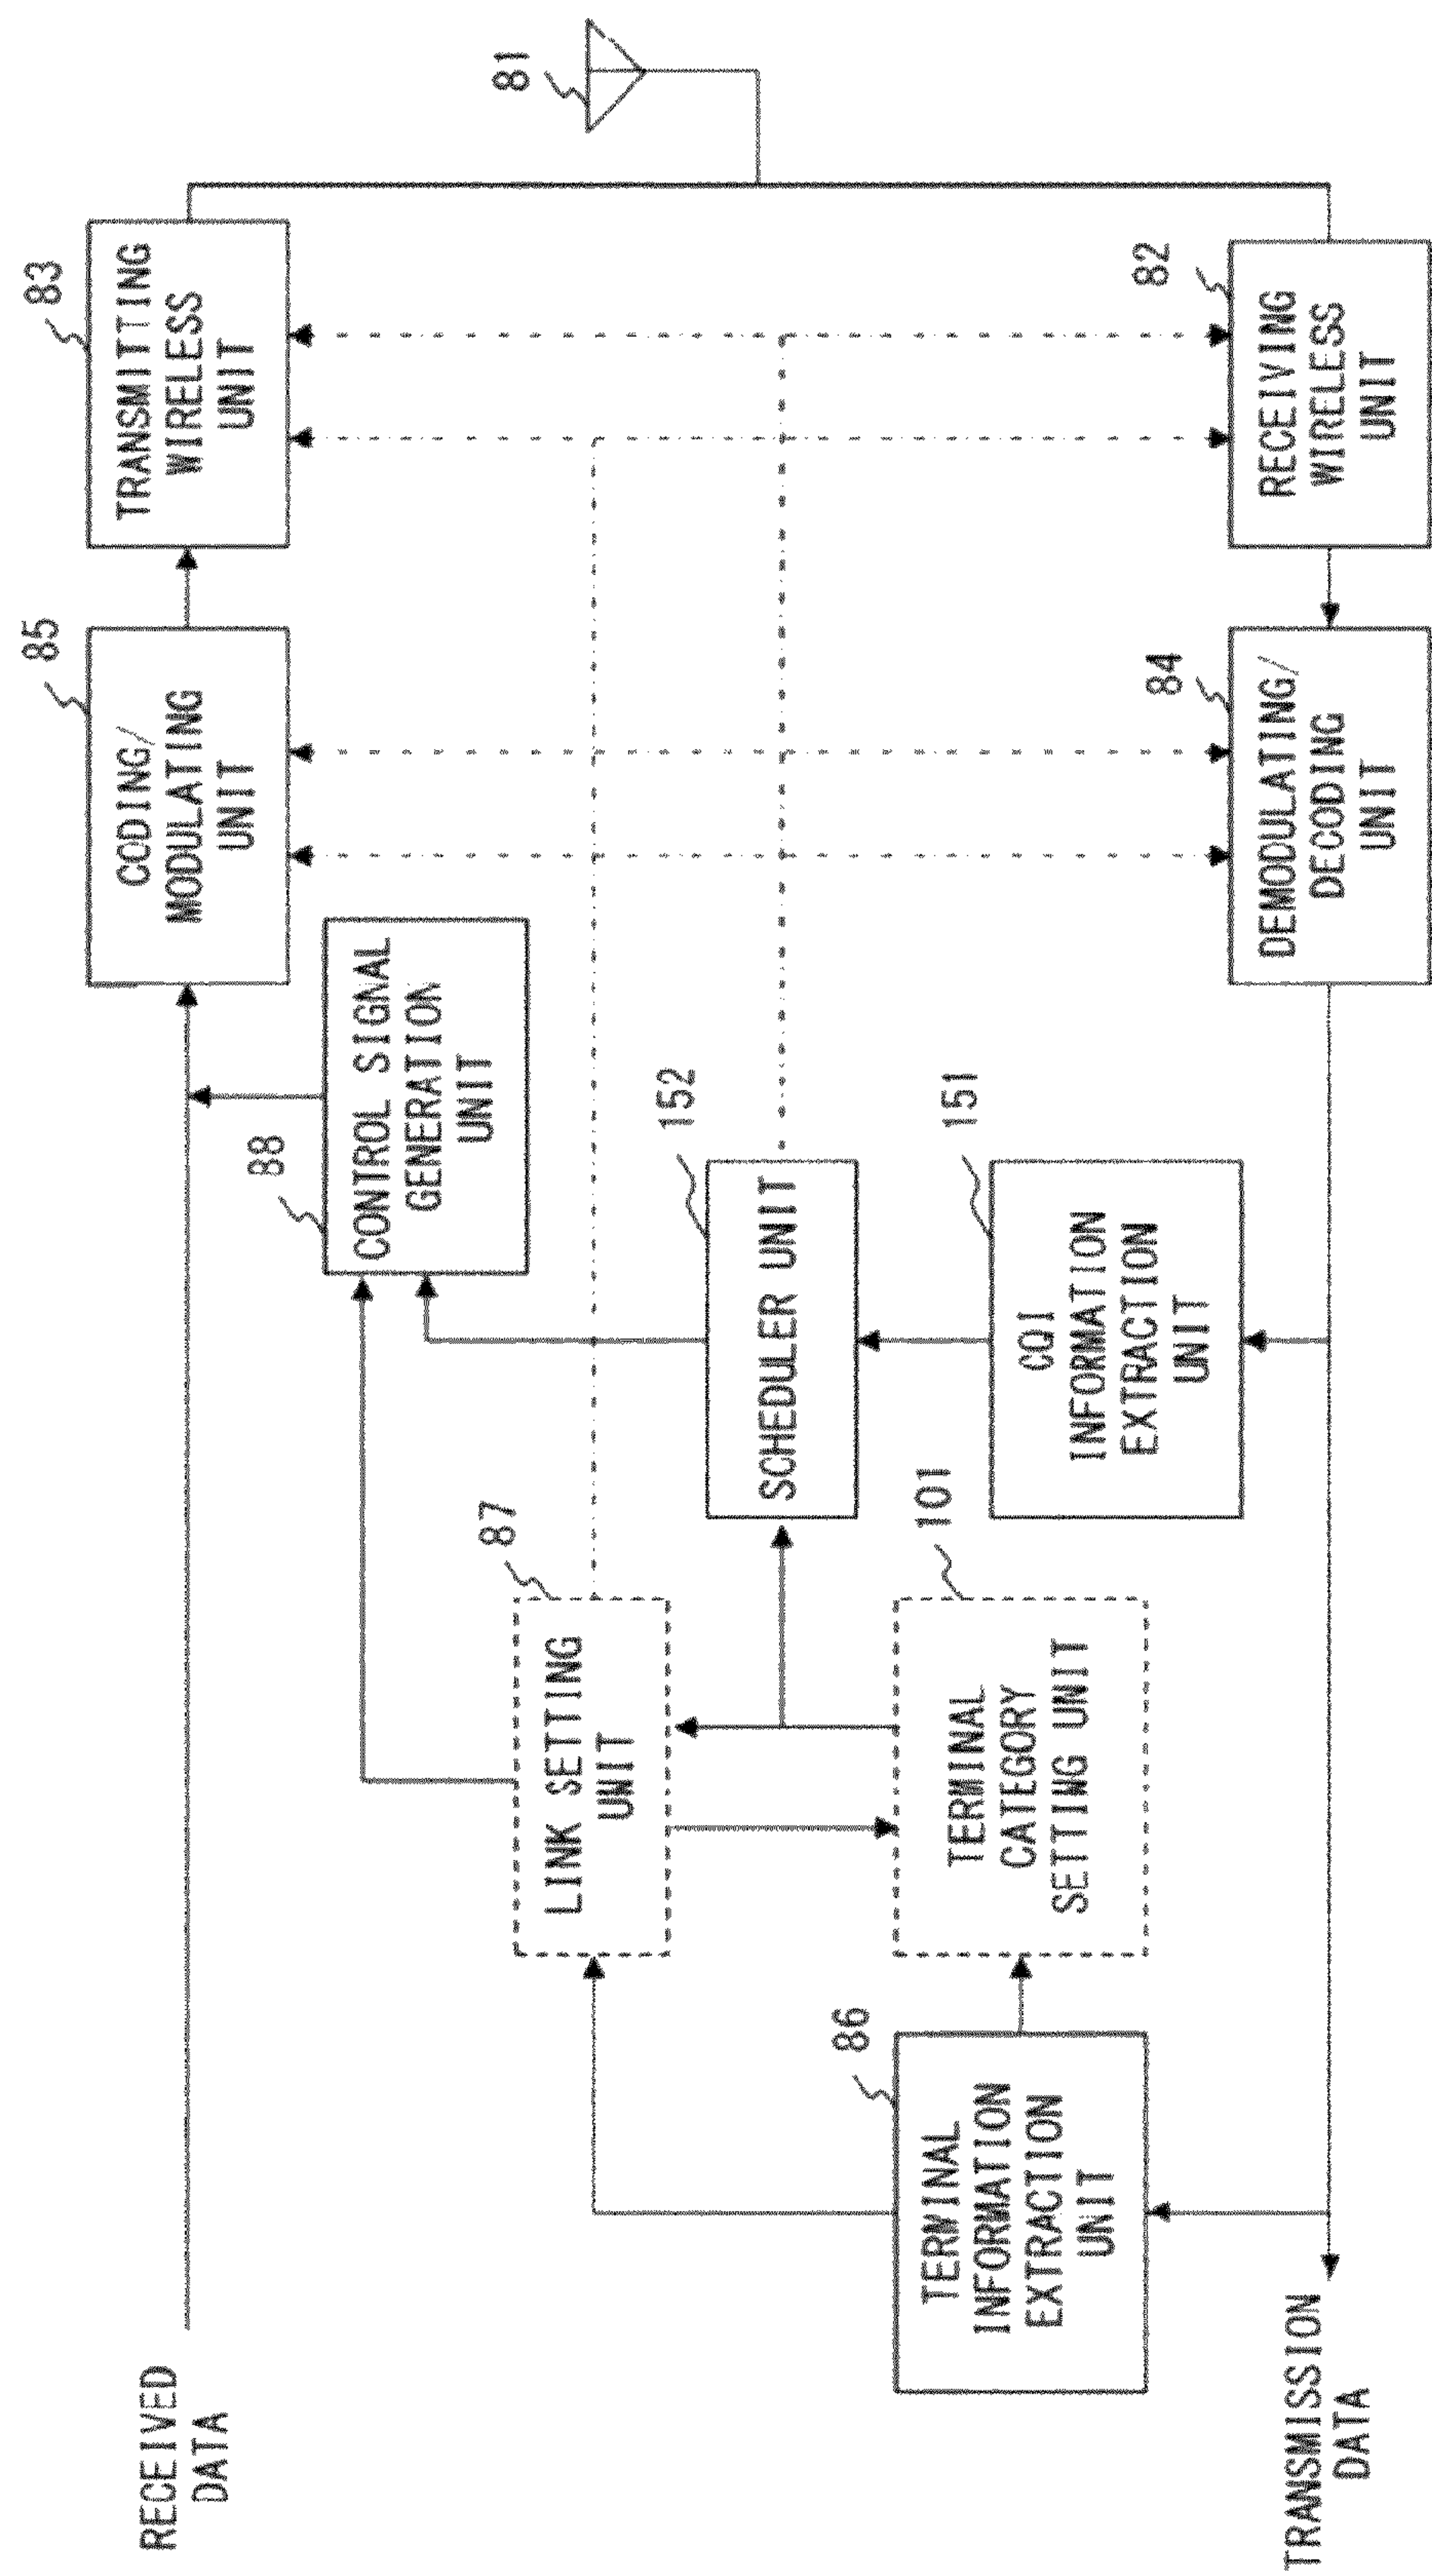 RECEIVED
DATA
88
CONTROL SIGNAL
GENERATION
UNIT
85
CODING/
MODULATING
UNIT
83
TRANSMITING
WIRELESS
UNIT
81
87
LINK SETTING
UNIT
152
SCHEDULER UNIT
86
TERMINAL
INFORMATION
EXTRACTION
UNIT
101
TERMINAL
CATEGORY
SETTING UNIT
151
CQI
INFORMATION
EXTRACTION
UNIT
84
DEMODULATING/
DECODING
UNIT
82
RECEIVING
WIRELESS
UNIT
TRANSMISSION
DATA